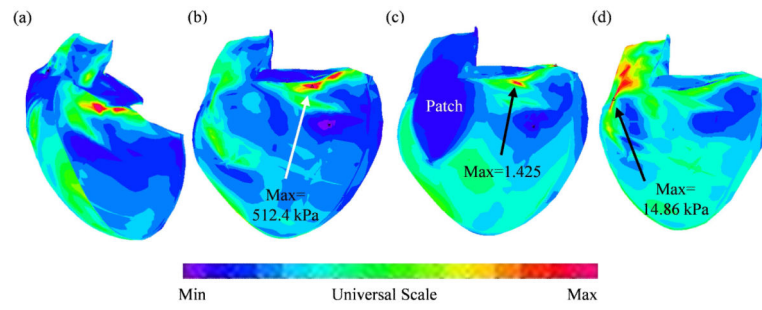 (a)
(b)
(c)
(d)
Patch
Max=
512.4 kPa
Max=1.425
Max=
14.86 kPa
Min
Universal Scale
Max